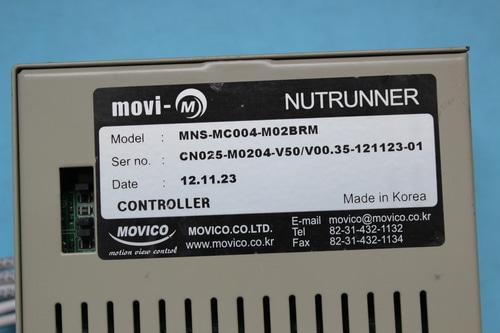 movi-M NUTRUNNER
Model : MNS-MC004-M02BRM
Ser no. : CN025-M0204-V50/V00.35-121123-01
Date : 12.11.23
CONTROLLER Made in Korea
MOVICO MOVICO.CO.LTD. E-mail movico@movico.co.kr
motion view control www.movico.co.kr Tel 82-31-432-1132
Fax 82-31-432-1134